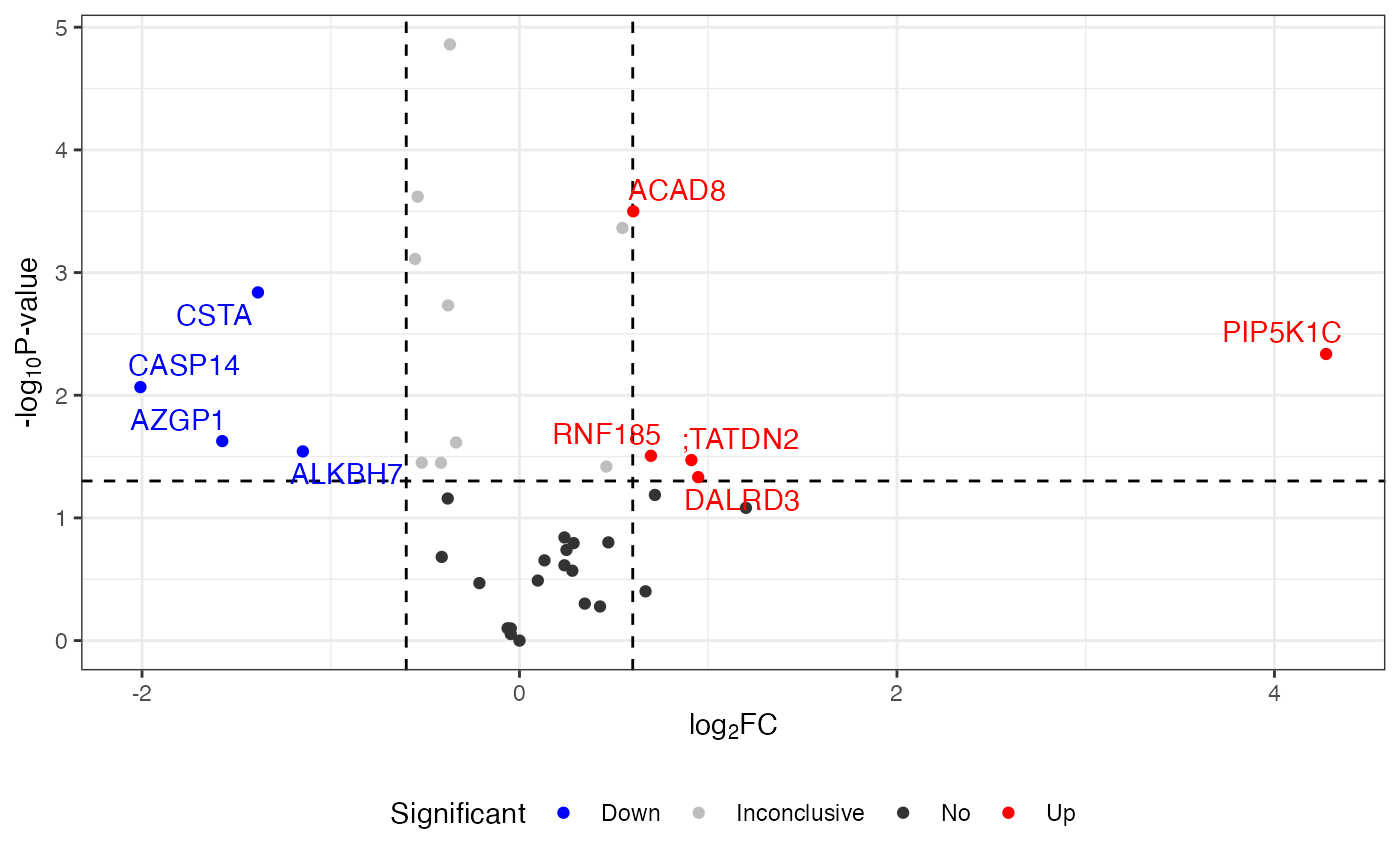 5
4
3
2
1
0
-log10P-value
ACAD8
CSTA
PIP5K1C
CASP14
AZGP1
RNF185
;TATDN2
ALKBH7
DALRD3
-2 0 2 4
log2FC
Significant Down Inconclusive No Up